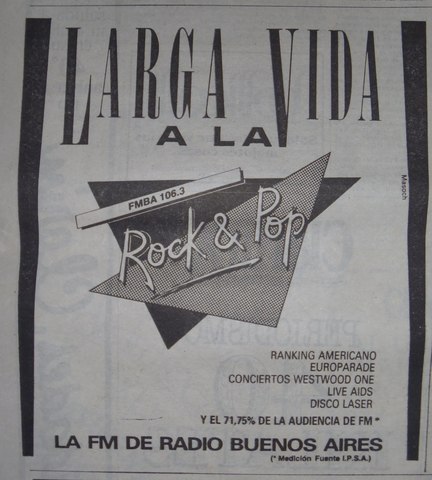 LARGA VIDA
A LA
FMBA 106.3
Rock & Pop
Masoch
RANKING AMERICANO
EUROPARADE
CONCIERTOS WESTWOOD ONE
LIVE AIDS
DISCO LASER
Y EL 71,75% DE LA AUDIENCIA DE FM *
LA FM DE RADIO BUENOS AIRES
(* Medición Fuente I.P.S.A.)